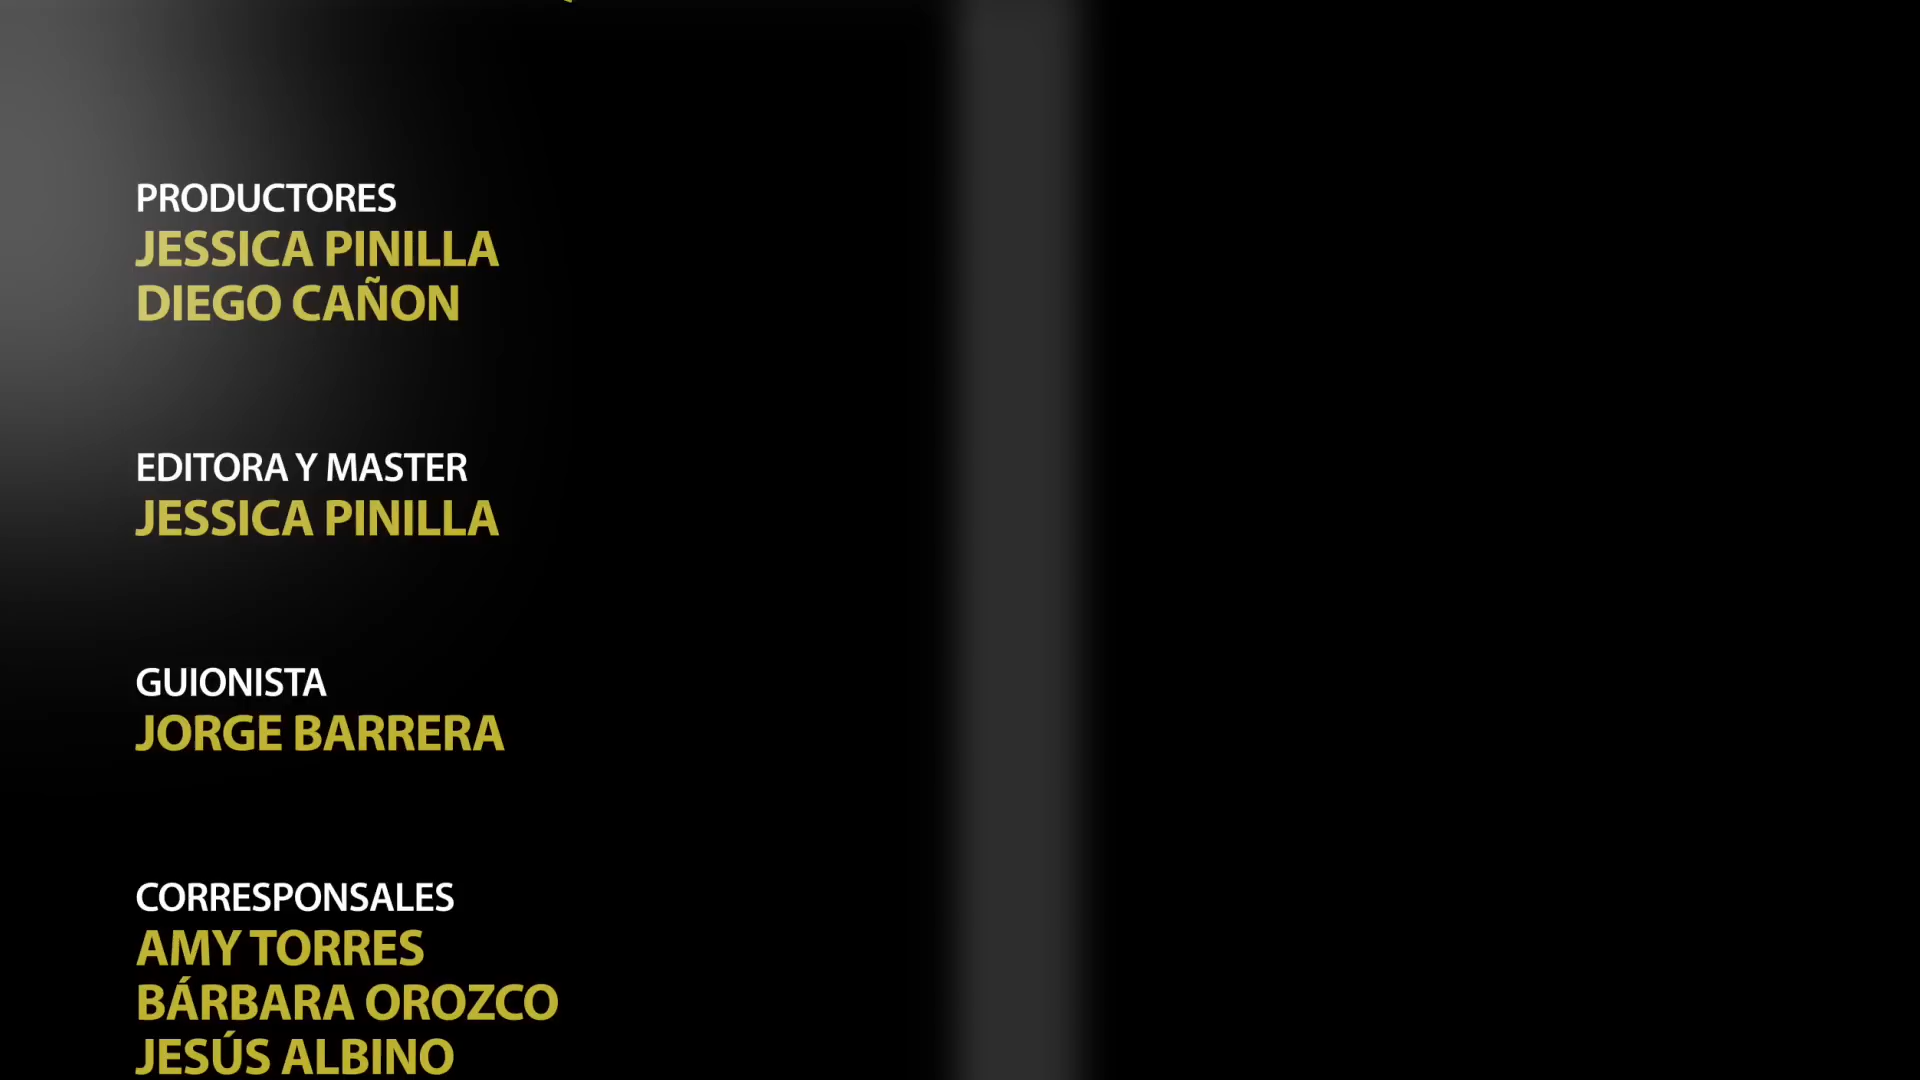 PRODUCTORES
JESSICA PINILLA
DIEGO CAÑON
EDITORA Y MASTER
JESSICA PINILLA
GUIONISTA
JORGE BARRERA
CORRESPONSALES
AMY TORRES
BÁRBARA OROZCO
JESÚS ALBINO